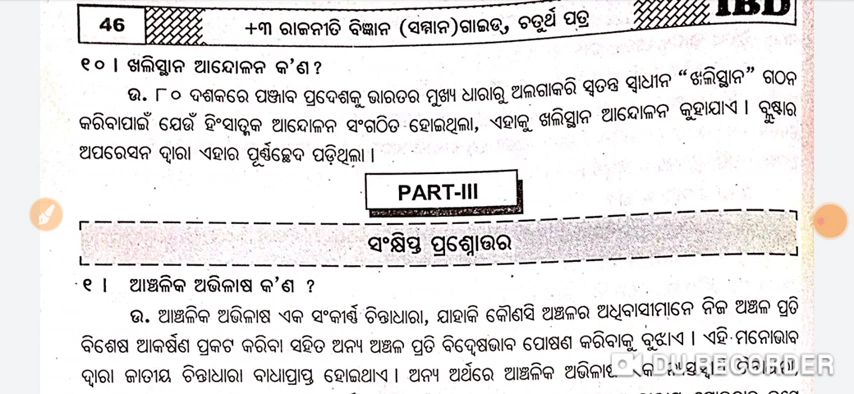 46
+୩ ରାଜନୀତି ବିଜ୍ଞାନ (ସମ୍ମାନ) ଗାଇଡ୍, ଚତୁର୍ଥ ପତ୍ର
IBD
୧୦ । ଖଲିସ୍ଥାନ ଆନ୍ଦୋଳନ କ'ଣ ?
ଉ. ୮୦ ଦଶକରେ ପଞ୍ଜାବ ପ୍ରଦେଶକୁ ଭାରତର ମୁଖ୍ୟ ଧାରାରୁ ଅଲଗାକରି ସ୍ବତନ୍ତ୍ର ସ୍ୱାଧୀନ "ଖଲିସ୍ଥାନ" ଗଠନ
କରିବାପାଇଁ ଯେଉଁ ହିଂସାତ୍ମକ ଆନ୍ଦୋଳନ ସଂଗଠିତ ହୋଇଥିଲା, ଏହାକୁ ଖଲିସ୍ଥାନ ଆନ୍ଦୋଳନ କୁହାଯାଏ । ବ୍ଲୁଷ୍ଟାର
ଅପରେସନ ଦ୍ୱାରା ଏହାର ପୂର୍ଣ୍ଣଚ୍ଛେଦ ପଡ଼ିଥିଲା ।
PART-III
ସଂକ୍ଷିପ୍ତ ପ୍ରଶ୍ନୋତ୍ତର
୧ । ଆଞ୍ଚଳିକ ଅଭିଳାଷ କ'ଣ ?
ଉ. ଆଞ୍ଚଳିକ ଅଭିଳାଷ ଏକ ସଂକୀର୍ଣ୍ଣ ଚିନ୍ତାଧାରା, ଯାହାକି କୌଣସି ଅଞ୍ଚଳର ଅଧିବାସୀମାନେ ନିଜ ଅଞ୍ଚଳ ପ୍ରତି
ବିଶେଷ ଆକର୍ଷଣ ପ୍ରକଟ କରିବା ସହିତ ଅନ୍ୟ ଅଞ୍ଚଳ ପ୍ରତି ବିଦ୍ୱେଷଭାବ ପୋଷଣ କରିବାକୁ ବୁଝାଏ । ଏହି ମନୋଭାବ
ଦ୍ୱାରା ଜାତୀୟ ଚିନ୍ତାଧାରା ବାଧାପ୍ରାପ୍ତ ହୋଇଥାଏ । ଅନ୍ୟ ଅର୍ଥରେ ଆଞ୍ଚଳିକ
DU RECORDER